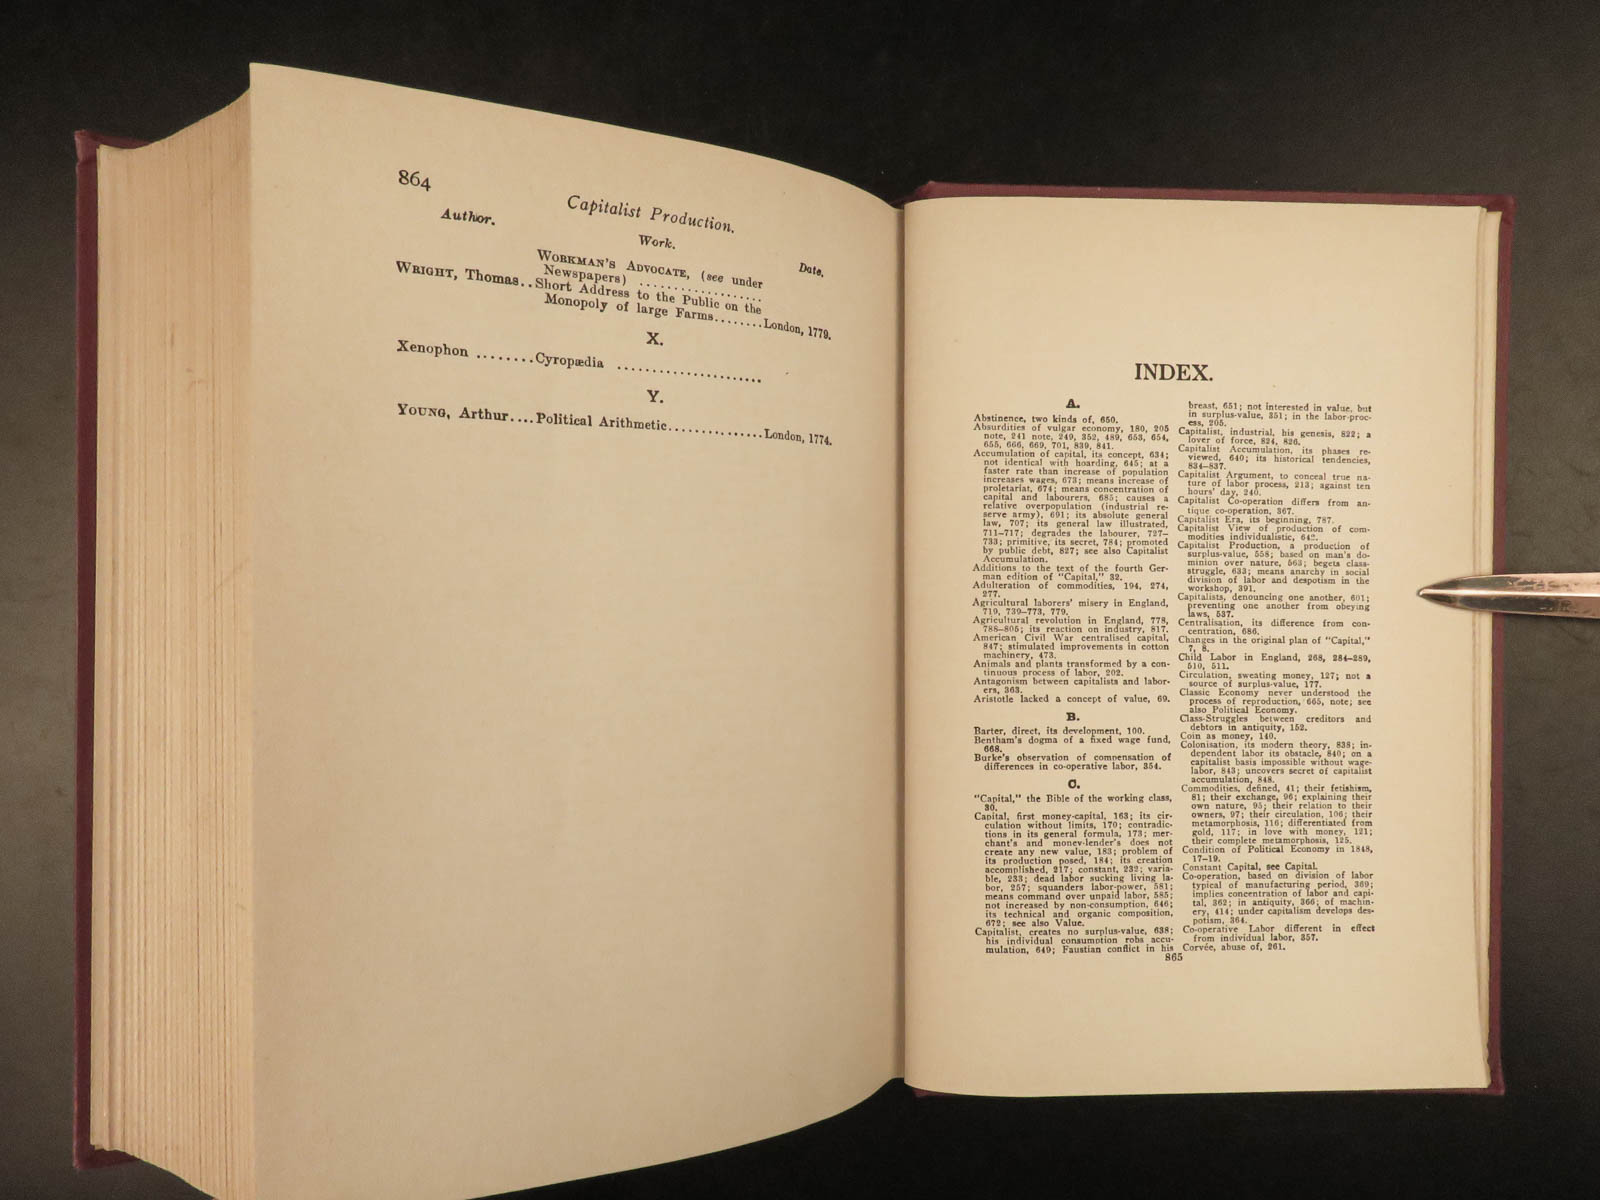 864
Capitalist Production.
Author.
Work.
Date.
WORKMAN'S ADVOCATE, (see under
Newspapers) ..................
WRIGHT, Thomas..Short Address to the Public on the
Monopoly of large Farms........London, 1779.
X.
Xenophon ........Cyropædia .....................
Y.
YOUNG, Arthur....Political Arithmetic..............London, 1774.
INDEX.
A.
Abstinence, two kinds of, 650.
Absurdities of vulgar economy, 180, 205
note, 241 note, 249, 352, 489, 653, 654,
655, 666, 669, 701, 839, 841.
Accumulation of capital, its concept, 634;
not identical with hoarding, 645; at a
faster rate than increase of population
increases wages, 673; means increase of
proletariat, 674; means concentration of
capital and labourers, 685; causes a
relative overpopulation (industrial re-
serve army), 691; its absolute general
law, 707; its general law illustrated,
711-717; degrades the labourer, 727-
733; primitive, its secret, 784; promoted
by public debt, 827; see also Capitalist
Accumulation.
Additions to the text of the fourth Ger-
man edition of "Capital," 32.
Adulteration of commodities, 194, 274,
277.
Agricultural laborers' misery in England,
719, 739-773, 779.
Agricultural revolution in England, 778,
788-805; its reaction on industry, 817.
American Civil War centralised capital,
847; stimulated improvements in cotton
machinery, 473.
Animals and plants transformed by a con-
tinuous process of labor, 202.
Antagonism between capitalists and labor-
ers, 363.
Aristotle lacked a concept of value, 69.
B.
Barter, direct, its development, 100.
Bentham's dogma of a fixed wage fund,
668.
Burke's observation of compensation of
differences in co-operative labor, 354.
C.
"Capital," the Bible of the working class,
30.
Capital, first money-capital, 163; its cir-
culation without limits, 170; contradic-
tions in its general formula, 173; mer-
chant's and money-lender's does not
create any new value, 183; problem of
its production posed, 184; its creation
accomplished, 217; constant, 232; varia-
ble, 233; dead labor sucking living la-
bor, 257; squanders labor-power, 581;
means command over unpaid labor, 585;
not increased by non-consumption, 646;
its technical and organic composition,
672; see also Value.
Capitalist, creates no surplus-value, 638;
his individual consumption robs accu-
mulation, 649; Faustian conflict in his
breast, 651; not interested in value, but
in surplus-value, 351; in the labor-proc-
ess, 205.
Capitalist, industrial, his genesis, 822; a
lover of force, 824, 826.
Capitalist Accumulation, its phases re-
viewed, 640; its historical tendencies,
834-837.
Capitalist Argument, to conceal true na-
ture of labor process, 213; against ten
hours' day, 240.
Capitalist Co-operation differs from an-
tique co-operation, 367.
Capitalist Era, its beginning, 787.
Capitalist View of production of com-
modities individualistic, 642.
Capitalist Production, a production of
surplus-value, 558; based on man's do-
minion over nature, 563; begets class-
struggle, 633; means anarchy in social
division of labor and despotism in the
workshop, 391.
Capitalists, denouncing one another, 601;
preventing one another from obeying
laws, 537.
Centralisation, its difference from con-
centration, 686.
Changes in the original plan of "Capital,"
7, 8.
Child Labor in England, 268, 284-289,
510, 511.
Circulation, sweating money, 127; not a
source of surplus-value, 177.
Classic Economy never understood the
process of reproduction, 665, note; see
also Political Economy.
Class-Struggles between creditors and
debtors in antiquity, 152.
Coin as money, 140.
Colonisation, its modern theory, 838; in-
dependent labor its obstacle, 840; on a
capitalist basis impossible without wage-
labor, 843; uncovers secret of capitalist
accumulation, 848.
Commodities, defined, 41; their fetishism,
81; their exchange, 96; explaining their
own nature, 95; their relation to their
owners, 97; their circulation, 106; their
metamorphosis, 116; differentiated from
gold, 117; in love with money, 121;
their complete metamorphosis, 125.
Condition of Political Economy in 1848,
17-19.
Constant Capital, see Capital.
Co-operation, based on division of labor
typical of manufacturing period, 369;
implies concentration of labor and capi-
tal, 362; in antiquity, 366; of machin-
ery, 414; under capitalism develops des-
potism, 364.
Co-operative Labor different in effect
from individual labor, 357.
Corvée, abuse of, 261.
865